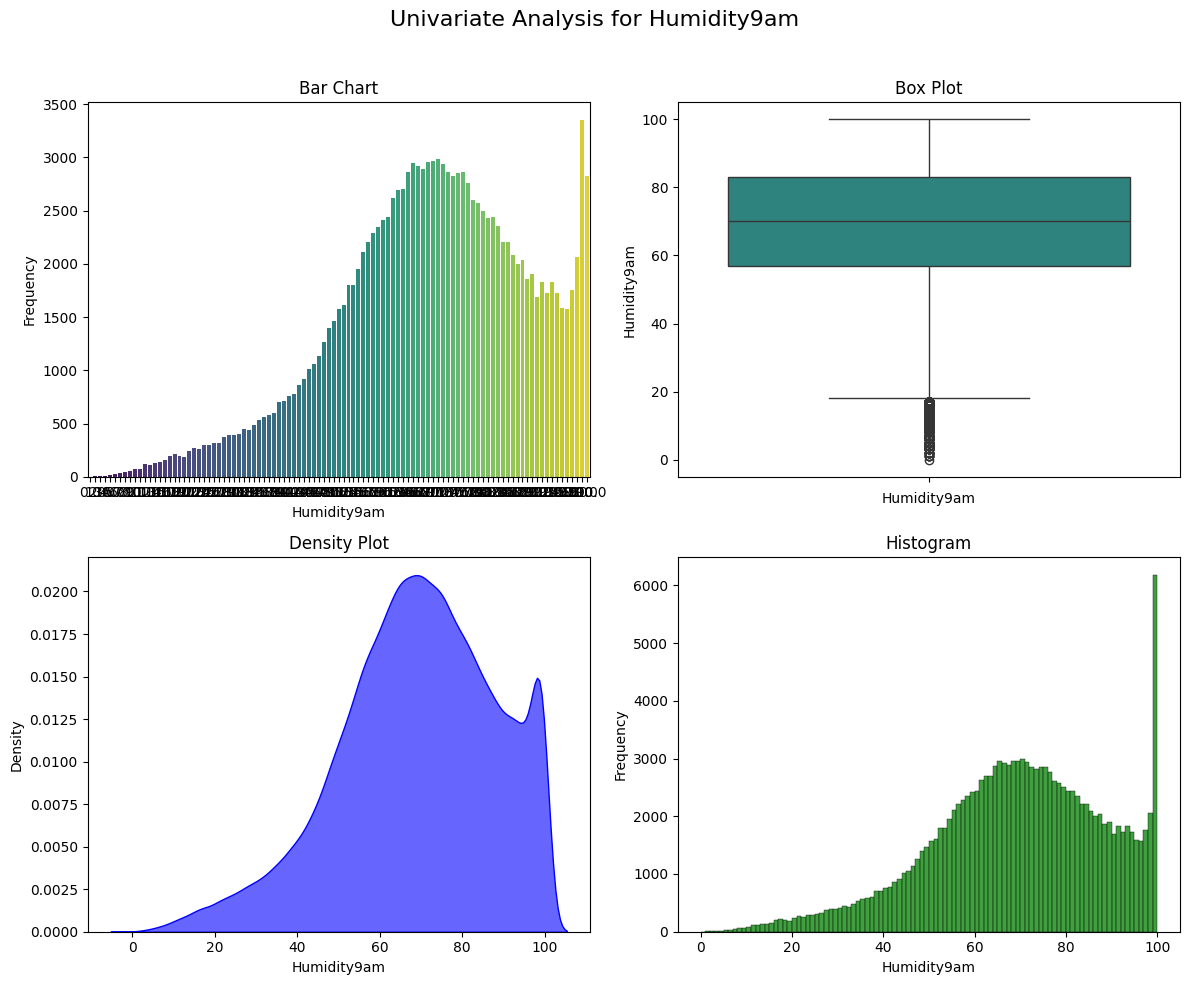 Univariate Analysis for Humidity9am
Bar Chart
3500
3000
2500
2000
1500
1000
500
0
Frequency
Humidity9am
Box Plot
100
80
60
40
20
0
Humidity9am
Humidity9am
Density Plot
0.0200
0.0175
0.0150
0.0125
0.0100
0.0075
0.0050
0.0025
0.0000
Density
0 20 40 60 80 100
Humidity9am
Histogram
6000
5000
4000
3000
2000
1000
0
Frequency
0 20 40 60 80 100
Humidity9am